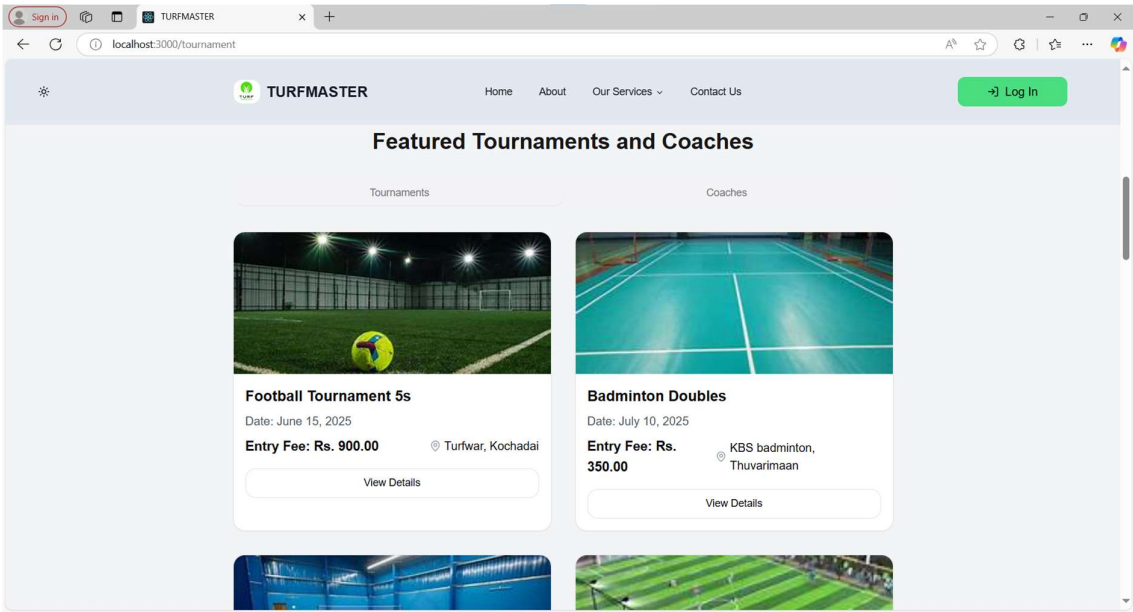 Sign in
TURFMASTER
localhost:3000/tournament
TURFMASTER
Home About Our Services Contact Us
Log In
Featured Tournaments and Coaches
Tournaments Coaches
Football Tournament 5s
Date: June 15, 2025
Entry Fee: Rs. 900.00 Turfwar, Kochadai
View Details
Badminton Doubles
Date: July 10, 2025
Entry Fee: Rs.
350.00
KBS badminton,
Thuvarimaan
View Details